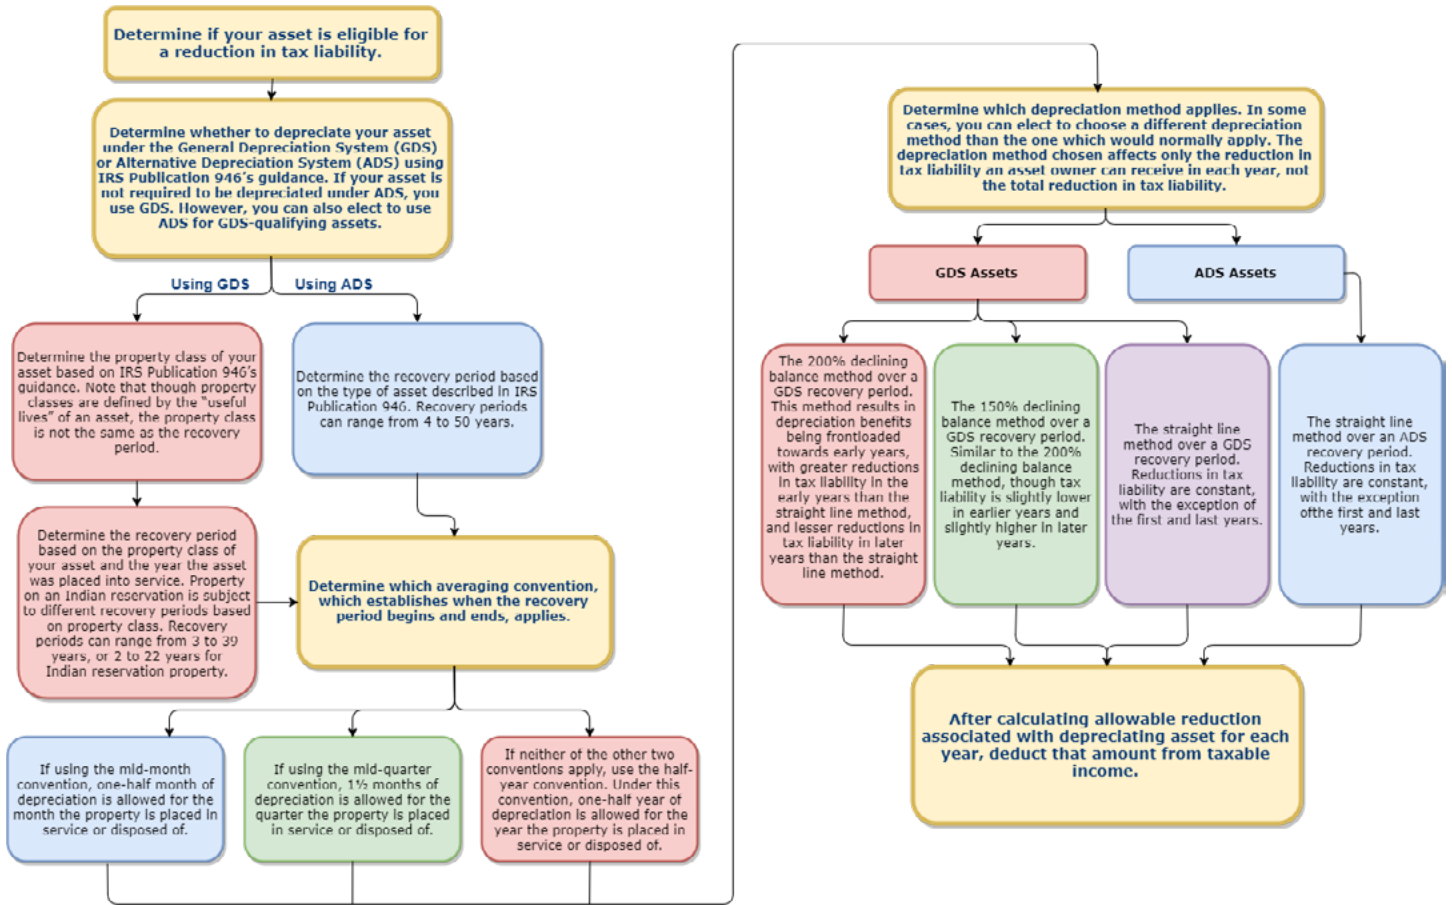 Determine if your asset is eligible for
a reduction in tax liability.
Determine whether to depreciate your asset
under the General Depreciation System (GDS)
or Alternative Depreciation System (ADS) using
IRS Publication 946's guidance. If your asset is
not required to be depreciated under ADS, you
use GDS. However, you can also elect to use
ADS for GDS-qualifying assets.
Using GDS
Using ADS
Determine the property class of your
asset based on IRS Publication 946's
guidance. Note that though property
classes are defined by the “useful
lives” of an asset, the property class
is not the same as the recovery
period.
Determine the recovery period based
on the type of asset described in IRS
Publication 946. Recovery periods
can range from 4 to 50 years.
Determine the recovery period
based on the property class of
your asset and the year the asset
was placed into service. Property
on an Indian reservation is subject
to different recovery periods based
on property class. Recovery
periods can range from 3 to 39
years, or 2 to 22 years for
Indian reservation property.
Determine which averaging convention,
which establishes when the recovery
period begins and ends, applies.
If using the mid-month
convention, one-half month of
depreciation is allowed for the
month the property is placed in
service or disposed of.
If using the mid-quarter
convention, 1½ months of
depreciation is allowed for the
quarter the property is placed
in service or disposed of.
If neither of the other two
conventions apply, use the half-
year convention. Under this
convention, one-half year of
depreciation is allowed for the
year the property is placed in
service or disposed of.
Determine which depreciation method applies. In some
cases, you can elect to choose a different depreciation
method than the one which would normally apply. The
depreciation method chosen affects only the reduction in
tax liability an asset owner can receive in each year, not
the total reduction in tax liability.
GDS Assets
ADS Assets
The 200% declining
balance method over a
GDS recovery period.
This method results in
depreciation benefits
being frontloaded
towards early years,
with greater reductions
in tax liability in the
early years than the
straight line method,
and lesser reductions in
tax liability in later
years than the straight
line method.
The 150% declining
balance method over a
GDS recovery period.
Similar to the 200%
declining balance
method, though tax
liability is slightly lower
in earlier years and
slightly higher in later
years.
The straight line
method over a GDS
recovery period.
Reductions in tax
liability are constant,
with the exception of
the first and last years.
The straight line
method over an ADS
recovery period.
Reductions in tax
liability are constant,
with the exception
ofthe first and last
years.
After calculating allowable reduction
associated with depreciating asset for each
year, deduct that amount from taxable
income.